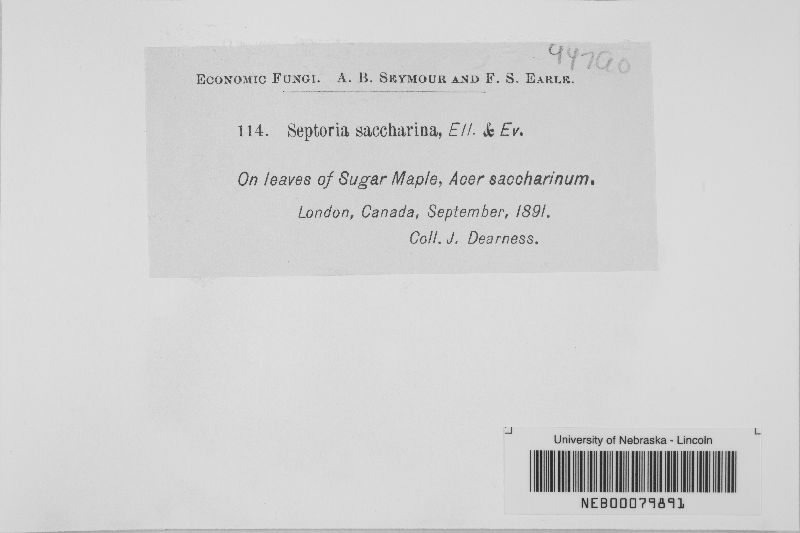 447a0
ECONOMIC FUNGI. A. B. SEYMOUR AND F. S. EARLE.
114. Septoria saccharina, Ell. & Ev.
On leaves of Sugar Maple, Acer saccharinum.
London, Canada, September, 1891.
Coll. J. Dearness.
University of Nebraska - Lincoln
NEB00079891